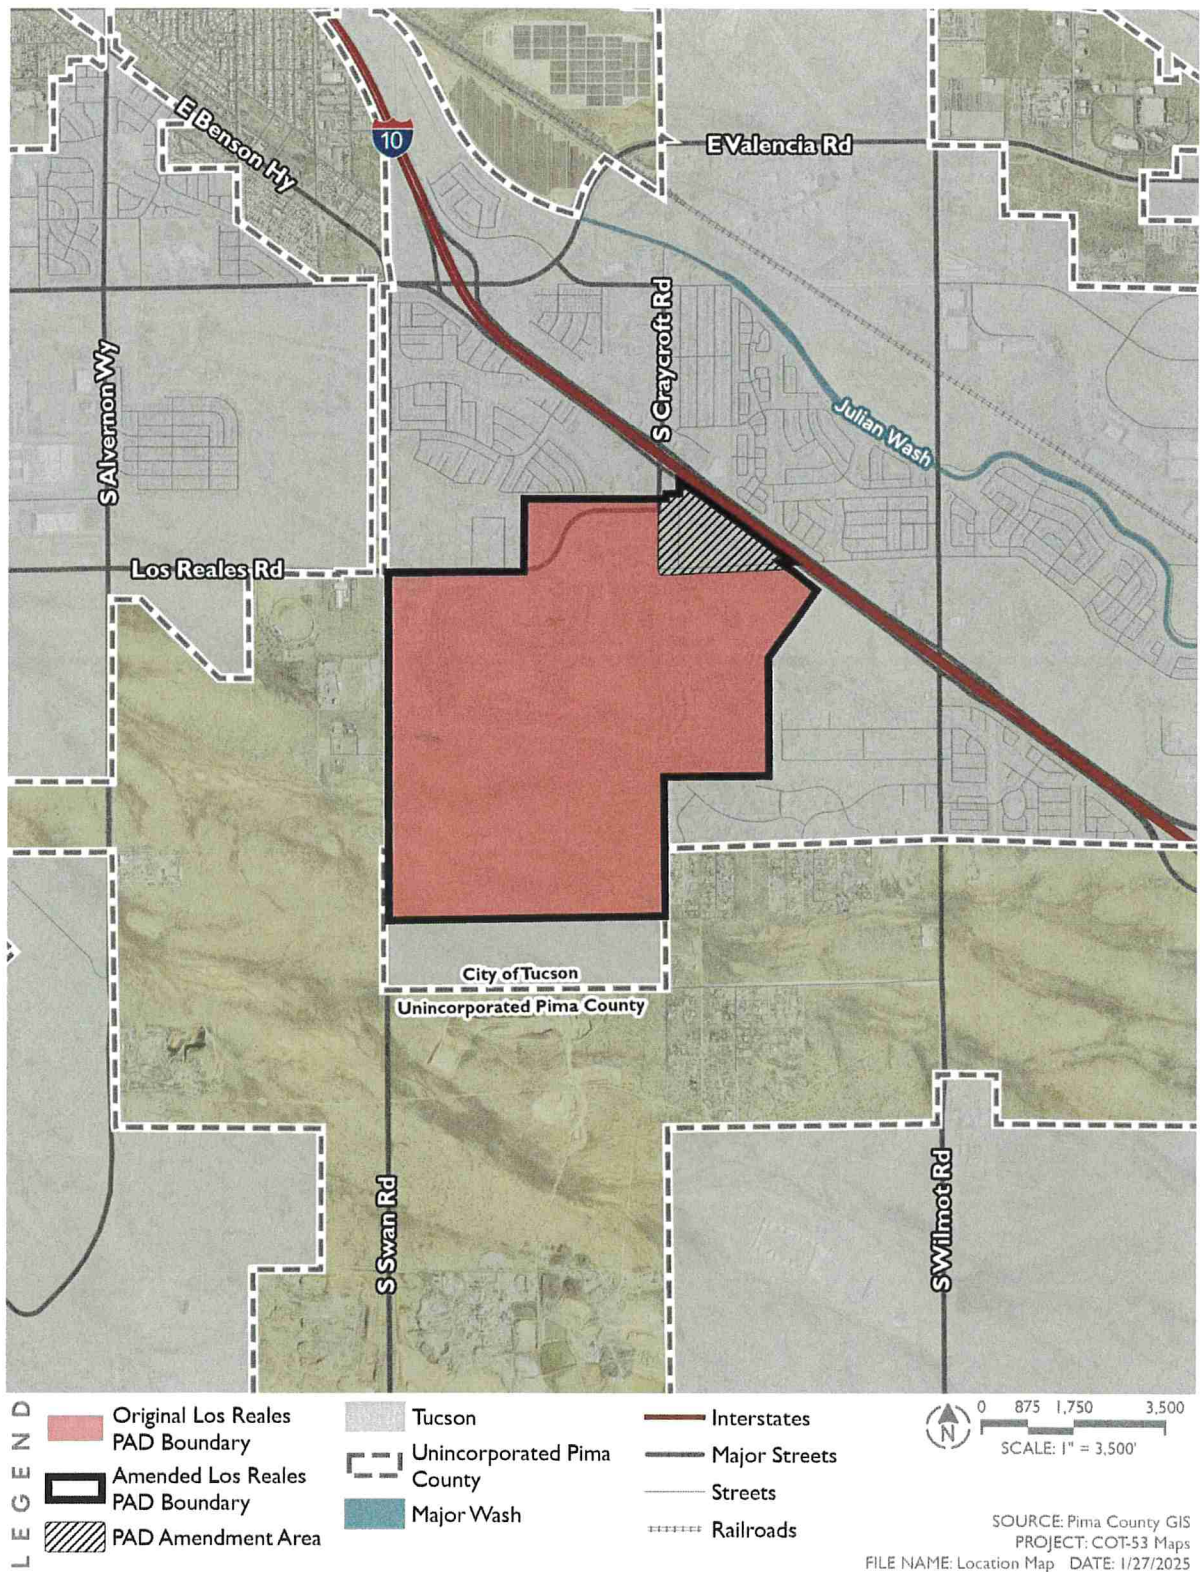 10
E Benson Hy
E Valencia Rd
S Craycroft Rd
S Alvernon Wy
Julian Wash
Los Reales Rd
City of Tucson
Unincorporated Pima County
S Swan Rd
S Wilmot Rd
LEGEND
Original Los Reales
PAD Boundary
Amended Los Reales
PAD Boundary
PAD Amendment Area
Tucson
Unincorporated Pima
County
Major Wash
Interstates
Major Streets
Streets
Railroads
N
0 875 1,750 3,500
SCALE: 1" = 3,500'
SOURCE: Pima County GIS
PROJECT: COT-53 Maps
FILE NAME: Location Map DATE: 1/27/2025